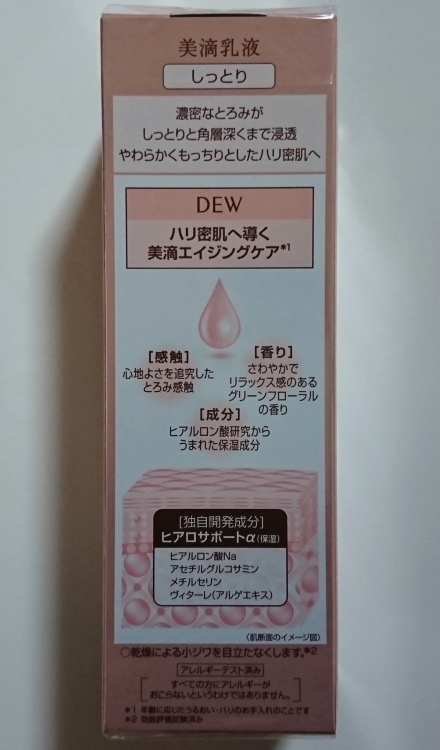 美滴乳液
しっとり
濃密なとろみが
しっとりと角層深くまで浸透
やわらかくもっちりとしたハリ密肌へ
DEW
ハリ密肌へ導く
美滴エイジングケア*1
[感触]
心地よさを追究した
とろみ感触
[香り]
さわやかで
リラックス感のある
グリーンフローラル
の香り
[成分]
ヒアルロン酸研究から
うまれた保湿成分
[独自開発成分]
ヒアロサポートα(保湿)
ヒアルロン酸Na
アセチルグルコサミン
メチルセリン
ヴィターレ(アルゲエキス)
〈肌断面のイメージ図〉
○乾燥による小ジワを目立たなくします。*2
アレルギーテスト済み
[すべての方にアレルギーが
おこらないというわけではありません。]
*1 年齢に応じたうるおい・ハリのお手入れのことです
*2 効能評価試験済み